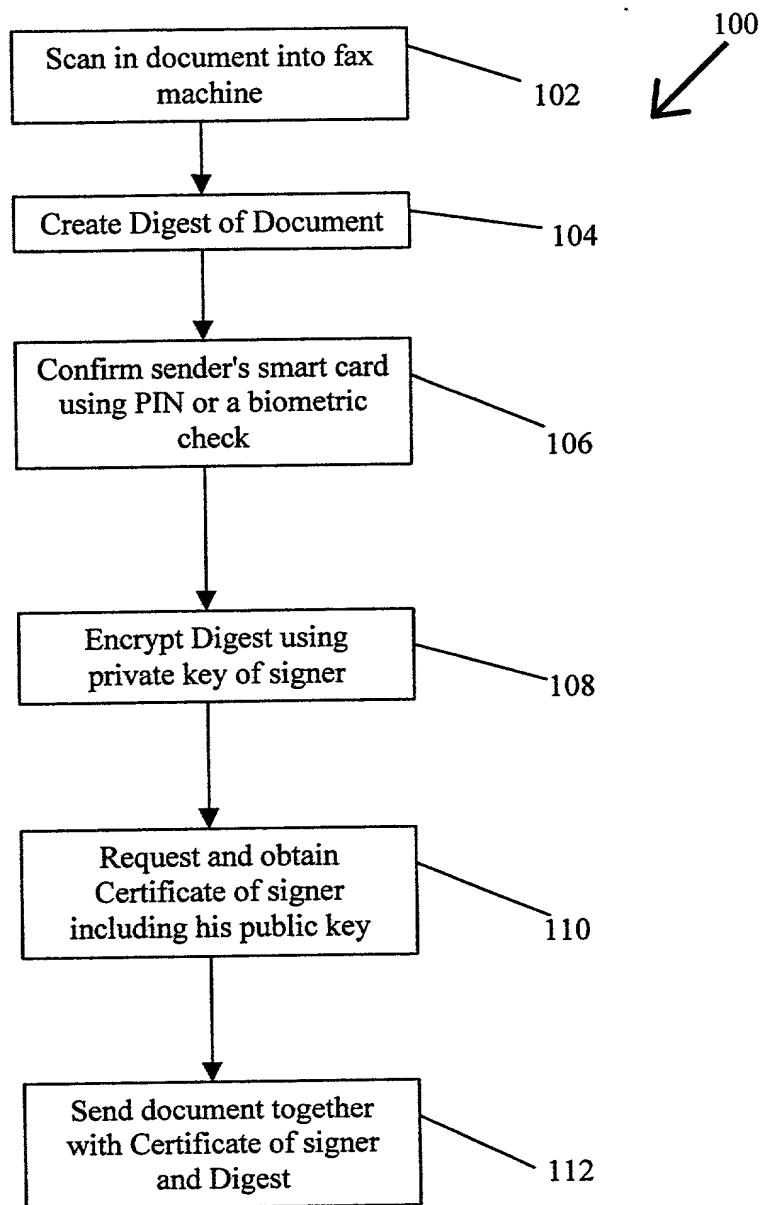 100
Scan in document into fax
machine
102
Create Digest of Document
104
Confirm sender's smart card
using PIN or a biometric
check
106
Encrypt Digest using
private key of signer
108
Request and obtain
Certificate of signer
including his public key
110
Send document together
with Certificate of signer
and Digest
112